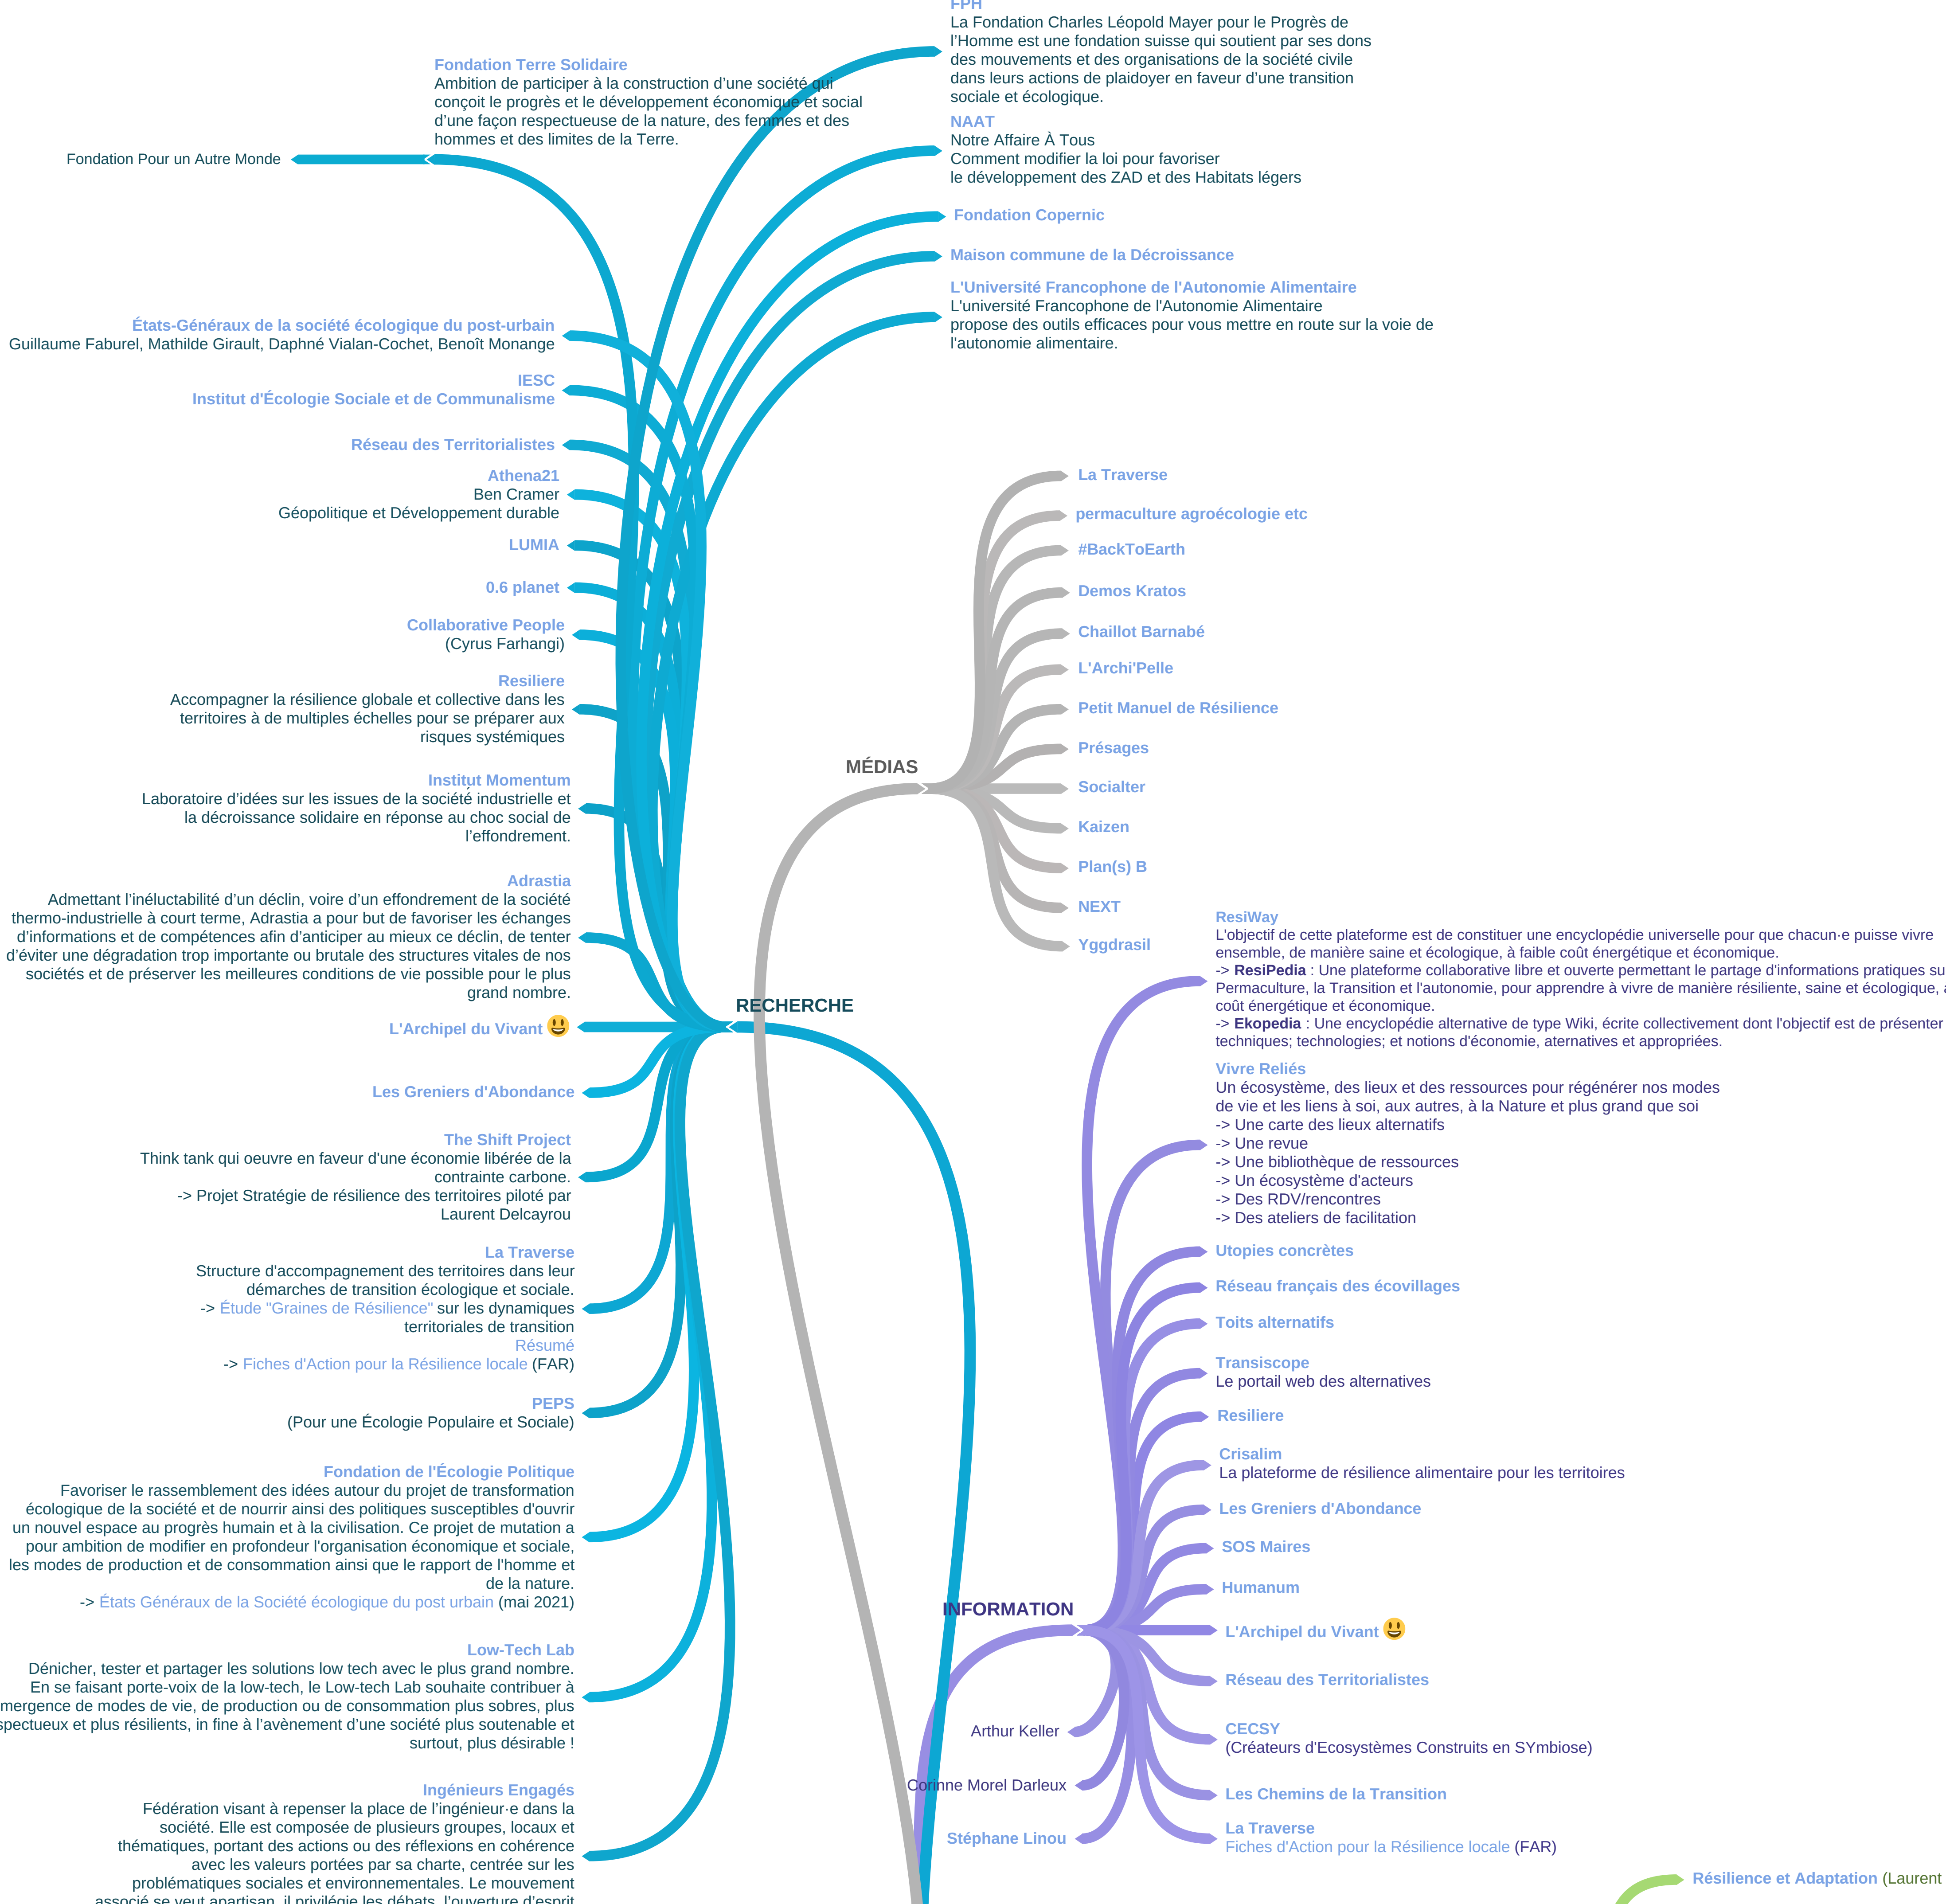 Fondation Terre Solidaire
Ambition de participer à la construction d’une société qui
conçoit le progrès et le développement économique et social
d’une façon respectueuse de la nature, des femmes et des
hommes et des limites de la Terre.
Fondation Pour un Autre Monde
États-Généraux de la société écologique du post-urbain
Guillaume Faburel, Mathilde Girault, Daphné Vialan-Cochet, Benoît Monange
IESC
Institut d'Écologie Sociale et de Communalisme
Réseau des Territorialistes
Athena21
Ben Cramer
Géopolitique et Développement durable
LUMIA
0.6 planet
Collaborative People
(Cyrus Farhangi)
Resiliere
Accompagner la résilience globale et collective dans les
territoires à de multiples échelles pour se préparer aux
risques systémiques
Institut Momentum
Laboratoire d’idées sur les issues de la société industrielle et
la décroissance solidaire en réponse au choc social de
l’effondrement.
Adrastia
Admettant l’inéluctabilité d’un déclin, voire d’un effondrement de la société
thermo-industrielle à court terme, Adrastia a pour but de favoriser les échanges
d’informations et de compétences afin d’anticiper au mieux ce déclin, de tenter
d’éviter une dégradation trop importante ou brutale des structures vitales de nos
sociétés et de préserver les meilleures conditions de vie possible pour le plus
grand nombre.
L'Archipel du Vivant 😃
Les Greniers d'Abondance
The Shift Project
Think tank qui oeuvre en faveur d'une économie libérée de la
contrainte carbone.
-> Projet Stratégie de résilience des territoires piloté par
Laurent Delcayrou
La Traverse
Structure d'accompagnement des territoires dans leur
démarches de transition écologique et sociale.
-> Étude "Graines de Résilience" sur les dynamiques
territoriales de transition
Résumé
-> Fiches d'Action pour la Résilience locale (FAR)
PEPS
(Pour une Écologie Populaire et Sociale)
Fondation de l'Écologie Politique
Favoriser le rassemblement des idées autour du projet de transformation
écologique de la société et de nourrir ainsi des politiques susceptibles d'ouvrir
un nouvel espace au progrès humain et à la civilisation. Ce projet de mutation a
pour ambition de modifier en profondeur l'organisation économique et sociale,
les modes de production et de consommation ainsi que le rapport de l'homme et
de la nature.
-> États Généraux de la Société écologique du post urbain (mai 2021)
Low-Tech Lab
Dénicher, tester et partager les solutions low tech avec le plus grand nombre.
En se faisant porte-voix de la low-tech, le Low-tech Lab souhaite contribuer à
mergence de modes de vie, de production ou de consommation plus sobres, plus
spectueux et plus résilients, in fine à l’avènement d’une société plus soutenable et
surtout, plus désirable !
Ingénieurs Engagés
Fédération visant à repenser la place de l’ingénieur·e dans la
société. Elle est composée de plusieurs groupes, locaux et
thématiques, portant des actions ou des réflexions en cohérence
avec les valeurs portées par sa charte, centrée sur les
problématiques sociales et environnementales. Le mouvement
associé se veut apartisan, il privilégie les débats, l’ouverture d’esprit
RECHERCHE
FPH
La Fondation Charles Léopold Mayer pour le Progrès de
l’Homme est une fondation suisse qui soutient par ses dons
des mouvements et des organisations de la société civile
dans leurs actions de plaidoyer en faveur d’une transition
sociale et écologique.
NAAT
Notre Affaire À Tous
Comment modifier la loi pour favoriser
le développement des ZAD et des Habitats légers
Fondation Copernic
Maison commune de la Décroissance
L'Université Francophone de l'Autonomie Alimentaire
L'université Francophone de l'Autonomie Alimentaire
propose des outils efficaces pour vous mettre en route sur la voie de
l'autonomie alimentaire.
MÉDIAS
La Traverse
permaculture agroécologie etc
#BackToEarth
Demos Kratos
Chaillot Barnabé
L'Archi'Pelle
Petit Manuel de Résilience
Présages
Socialter
Kaizen
Plan(s) B
NEXT
Yggdrasil
INFORMATION
ResiWay
L'objectif de cette plateforme est de constituer une encyclopédie universelle pour que chacun·e puisse vivre
ensemble, de manière saine et écologique, à faible coût énergétique et économique.
-> ResiPedia : Une plateforme collaborative libre et ouverte permettant le partage d'informations pratiques su
Permaculture, la Transition et l'autonomie, pour apprendre à vivre de manière résiliente, saine et écologique,
coût énergétique et économique.
-> Ekopedia : Une encyclopédie alternative de type Wiki, écrite collectivement dont l'objectif est de présenter
techniques; technologies; et notions d'économie, aternatives et appropriées.
Vivre Reliés
Un écosystème, des lieux et des ressources pour régénérer nos modes
de vie et les liens à soi, aux autres, à la Nature et plus grand que soi
-> Une carte des lieux alternatifs
-> Une revue
-> Une bibliothèque de ressources
-> Un écosystème d'acteurs
-> Des RDV/rencontres
-> Des ateliers de facilitation
Utopies concrètes
Réseau français des écovillages
Toits alternatifs
Transiscope
Le portail web des alternatives
Resiliere
Crisalim
La plateforme de résilience alimentaire pour les territoires
Les Greniers d'Abondance
SOS Maires
Humanum
L'Archipel du Vivant 😃
Réseau des Territorialistes
CECSY
(Créateurs d'Ecosystèmes Construits en SYmbiose)
Les Chemins de la Transition
La Traverse
Fiches d'Action pour la Résilience locale (FAR)
Arthur Keller
Corinne Morel Darleux
Stéphane Linou
Résilience et Adaptation (Laurent